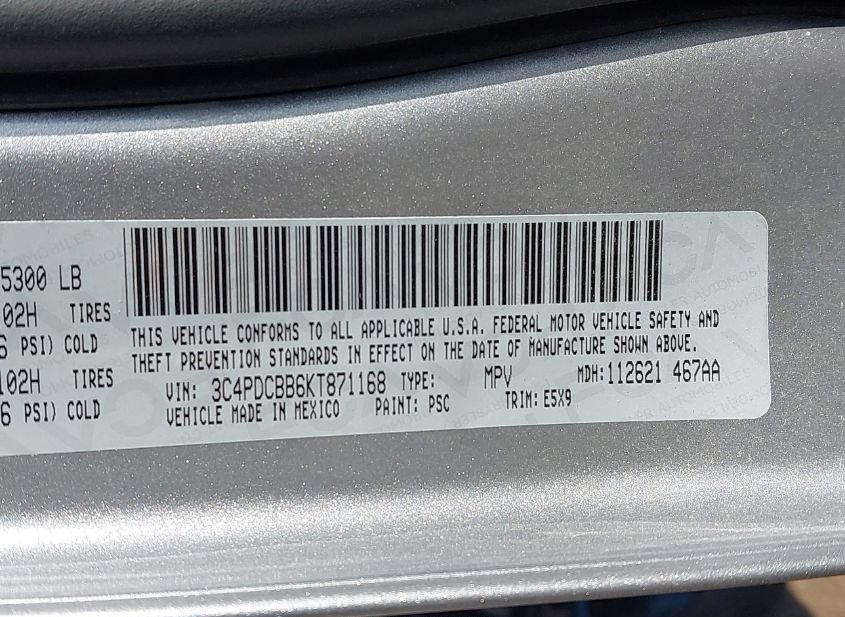 5300 LB
02H TIRES
6 PSI) COLD
102H TIRES
6 PSI) COLD
THIS VEHICLE CONFORMS TO ALL APPLICABLE U.S.A. FEDERAL MOTOR VEHICLE SAFETY AND
THEFT PREVENTION STANDARDS IN EFFECT ON THE DATE OF MANUFACTURE SHOWN ABOVE.
VIN: 3C4PDCBB6KT871168 TYPE: MPV MDH:112621 467AA
VEHICLE MADE IN MEXICO PAINT: PSC TRIM: E5X9